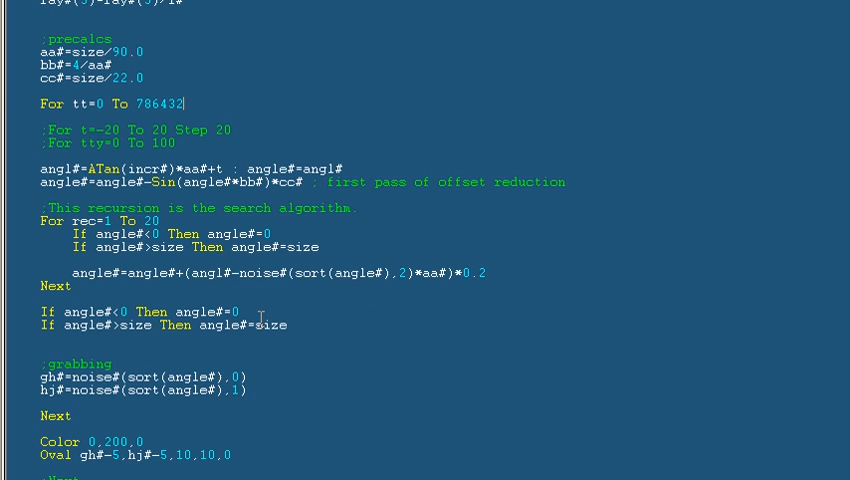 ;precalcs
aa#=size/90.0
bb#=4/aa#
cc#=size/22.0
For tt=0 To 786432
;For t=-20 To 20 Step 20
;For tty=0 To 100
angl#=ATan(incr#)*aa#+t : angle#=angl#
angle#=angle#-Sin(angle#*bb#)*cc# ; first pass of offset reduction
;This recursion is the search algorithm.
For rec=1 To 20
If angle#<0 Then angle#=0
If angle#>size Then angle#=size
angle#=angle#+(angl#-noise#(sort(angle#),2)*aa#)*0.2
Next
If angle#<0 Then angle#=0
If angle#>size Then angle#=size
;grabbing
gh#=noise#(sort(angle#),0)
hj#=noise#(sort(angle#),1)
Next
Color 0,200,0
Oval gh#-5,hj#-5,10,10,0